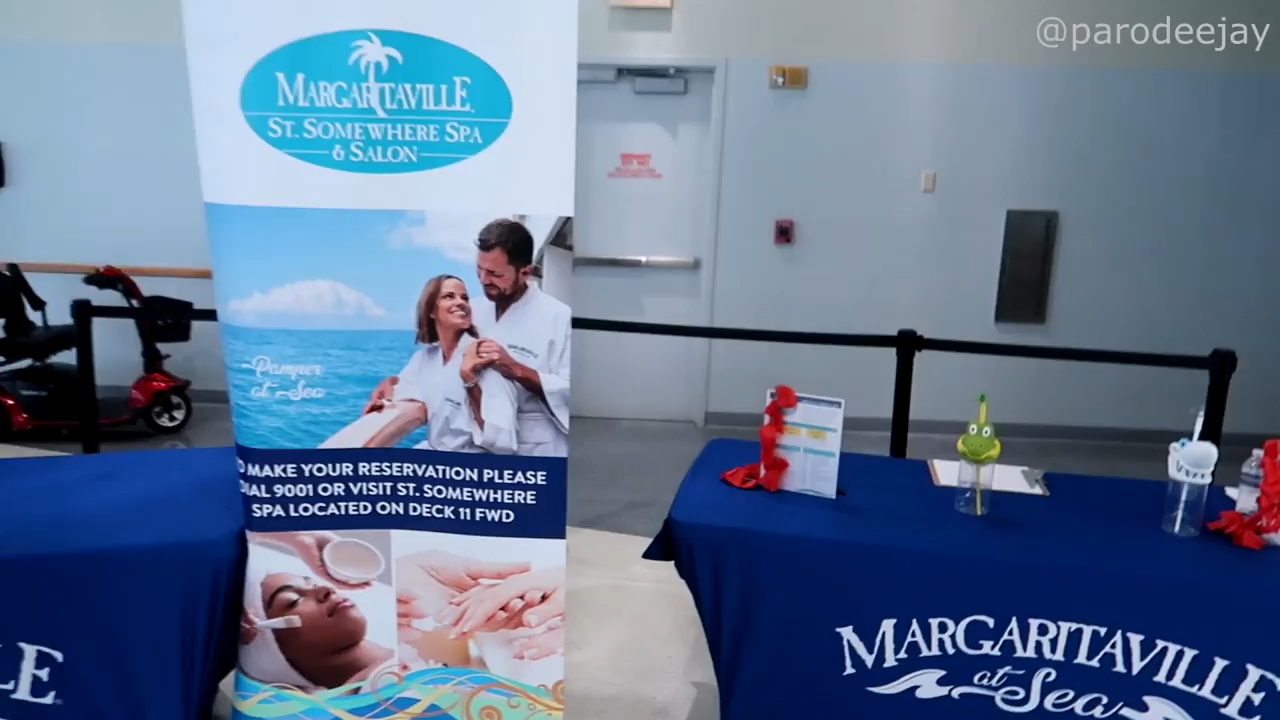 @parodeejay
MARGARITAVILLE
ST. SOMEWHERE SPA
& SALON
Pamper
at Sea
O MAKE YOUR RESERVATION PLEASE
IAL 9001 OR VISIT ST. SOMEWHERE
SPA LOCATED ON DECK 11 FWD
LE
MARGARITAVILLE
at Sea